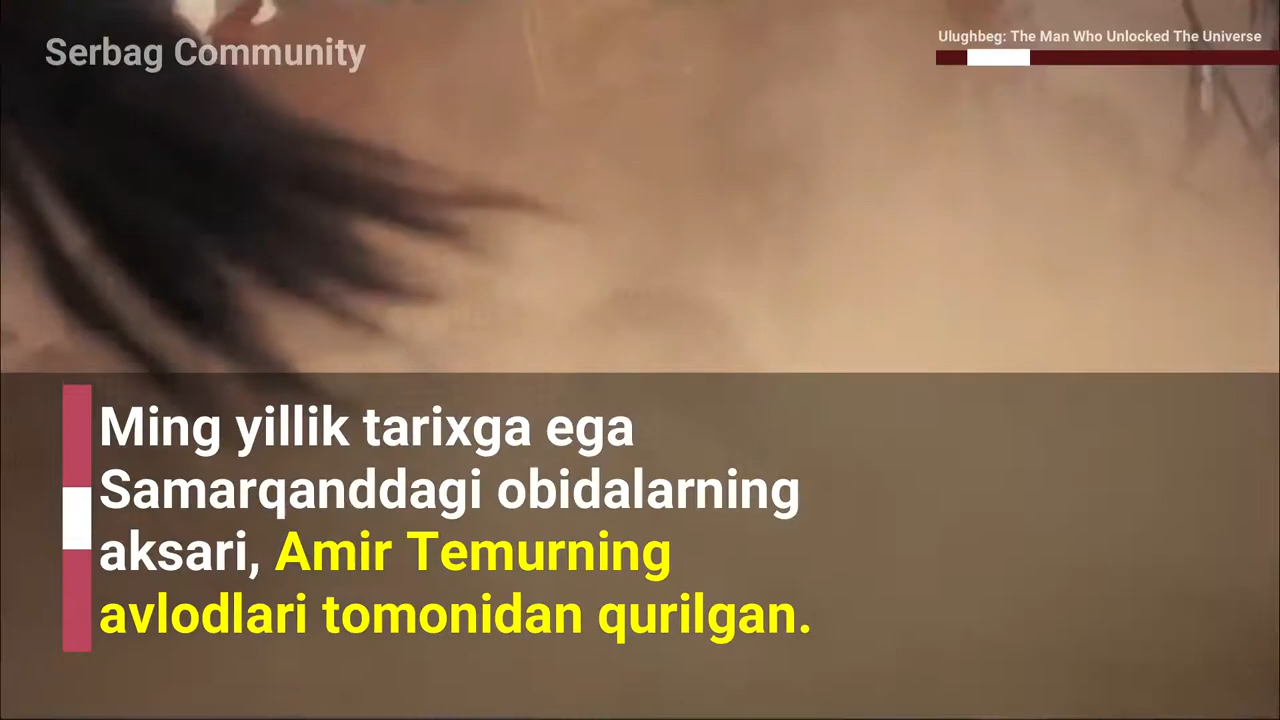 Serbag Community
Ulughbeg: The Man Who Unlocked The Universe
Ming yillik tarixga ega
Samarqanddagi obidalarning
aksari, Amir Temurning
avlodlari tomonidan qurilgan.